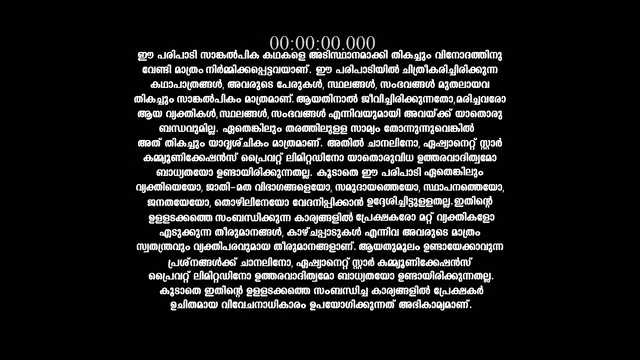 00:00:00.000
ഈ പരിപാടി സാങ്കൽപിക കഥകളെ അടിസ്ഥാനമാക്കി തികച്ചും വിനോദത്തിനു
വേണ്ടി മാത്രം നിർമ്മിക്കപ്പെട്ടവയാണ്. ഈ പരിപാടിയിൽ ചിത്രീകരിച്ചിരിക്കുന്ന
കഥാപാത്രങ്ങൾ, അവരുടെ പേരുകൾ, സ്ഥലങ്ങൾ, സംഭവങ്ങൾ മുതലായവ
തികച്ചും സാങ്കൽപികം മാത്രമാണ്. ആയതിനാൽ ജീവിച്ചിരിക്കുന്നതോ,മരിച്ചവരോ
ആയ വ്യക്തികൾ,സ്ഥലങ്ങൾ,സംഭവങ്ങൾ എന്നിവയുമായി അവയ്ക്ക് യാതൊരു
ബന്ധവുമില്ല. ഏതെങ്കിലും തരത്തിലുളള സാമ്യം തോന്നുന്നുവെങ്കിൽ
അത് തികച്ചും യാദൃശ്ചികം മാത്രമാണ്. അതിൽ ചാനലിനോ, ഏഷ്യാനെറ്റ് സ്റ്റാർ
കമ്മ്യൂണിക്കേഷൻസ് പ്രൈവറ്റ് ലിമിറ്റഡിനോ യാതൊരുവിധ ഉത്തരവാദിത്വമോ
ബാധ്യതയോ ഉണ്ടായിരിക്കുന്നതല്ല. കൂടാതെ ഈ പരിപാടി ഏതെങ്കിലും
വ്യക്തിയെയോ, ജാതി-മത വിഭാഗങ്ങളെയോ, സമുദായത്തെയോ, സ്ഥാപനത്തെയോ,
ജനതയേയോ, തൊഴിലിനേയോ വേദനിപ്പിക്കാൻ ഉദ്ദേശിച്ചിട്ടുളളതല്ല.ഇതിന്റെ
ഉളളടക്കത്തെ സംബന്ധിക്കുന്ന കാര്യങ്ങളിൽ പ്രേക്ഷകരോ മറ്റ് വ്യക്തികളോ
എടുക്കുന്ന തീരുമാനങ്ങൾ, കാഴ്ചപ്പാടുകൾ എന്നിവ അവരുടെ മാത്രം
സ്വതന്ത്രവും വ്യക്തിപരവുമായ തീരുമാനങ്ങളാണ്. ആയതുമൂലം ഉണ്ടായേക്കാവുന്ന
പ്രശ്നങ്ങൾക്ക് ചാനലിനോ, ഏഷ്യാനെറ്റ് സ്റ്റാർ കമ്മ്യൂണിക്കേഷൻസ്
പ്രൈവറ്റ് ലിമിറ്റഡിനോ ഉത്തരവാദിത്വമോ ബാധ്യതയോ ഉണ്ടായിരിക്കുന്നതല്ല.
കൂടാതെ ഇതിന്റെ ഉളളടക്കത്തെ സംബന്ധിച്ച കാര്യങ്ങളിൽ പ്രേക്ഷകർ
ഉചിതമായ വിവേചനാധികാരം ഉപയോഗിക്കുന്നത് അഭികാമ്യമാണ്.